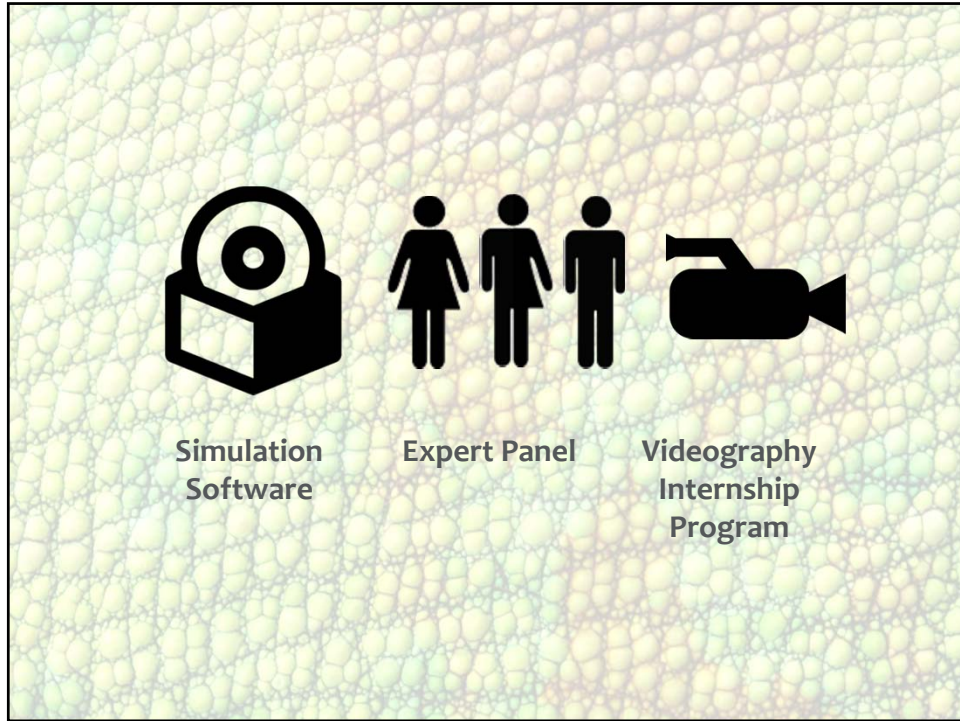 Simulation
Software
Expert Panel
Videography
Internship
Program